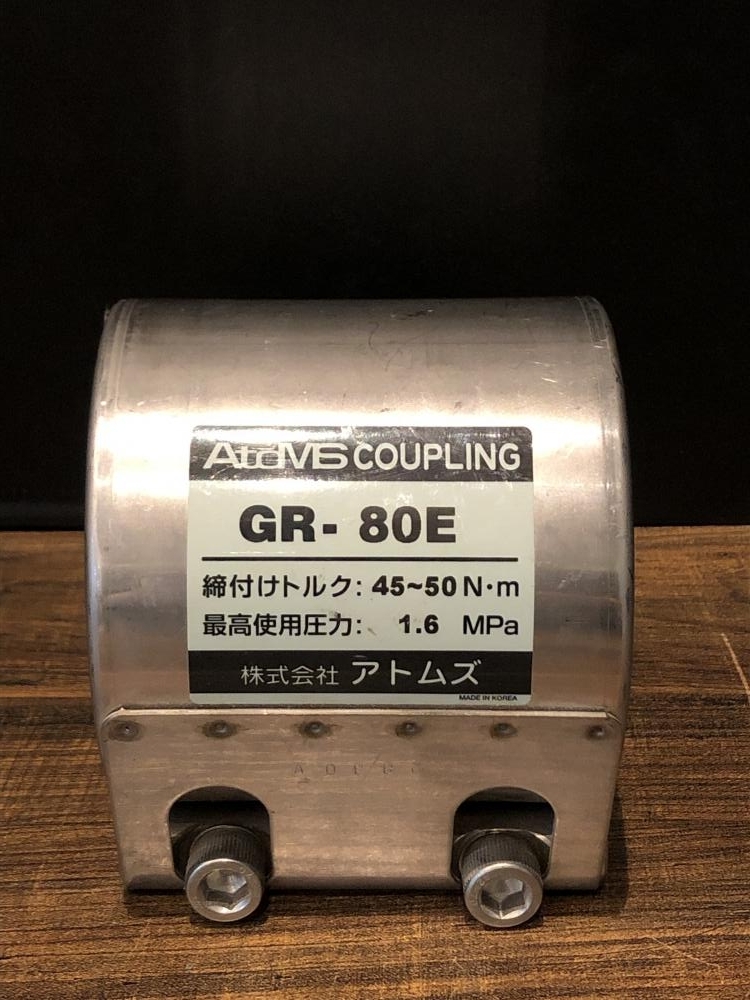 AtoMS COUPLING
GR- 80E
締付けトルク: 45~50 N・m
最高使用圧力: 1.6 MPa
株式会社 アトムズ
MADE IN KOREA